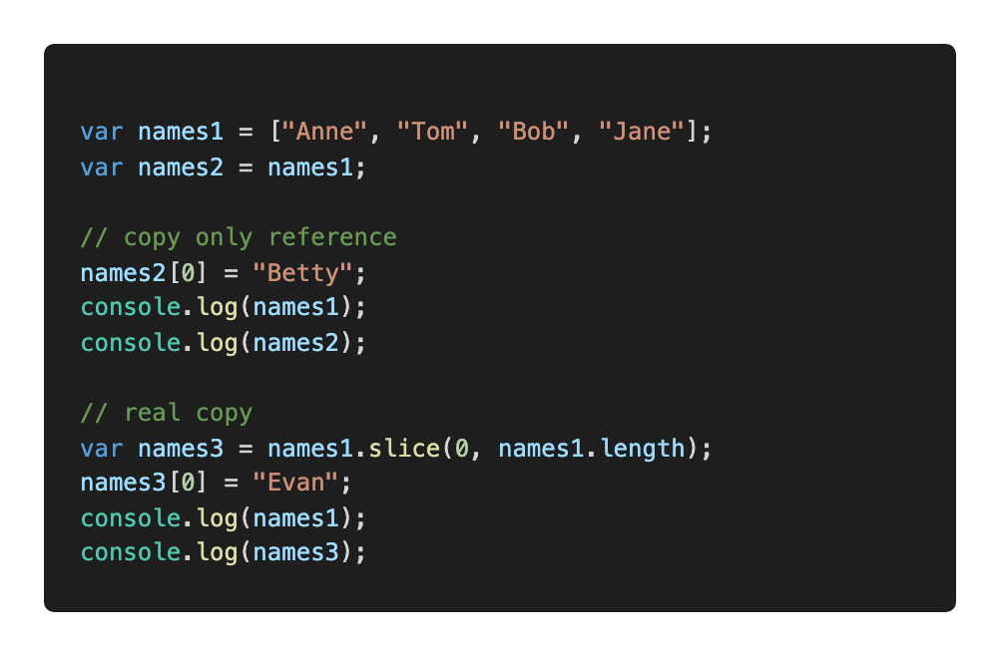 var names1 = ["Anne", "Tom", "Bob", "Jane"];
var names2 = names1;
// copy only reference
names2[0] = "Betty";
console.log(names1);
console.log(names2);
// real copy
var names3 = names1.slice(0, names1.length);
names3[0] = "Evan";
console.log(names1);
console.log(names3);